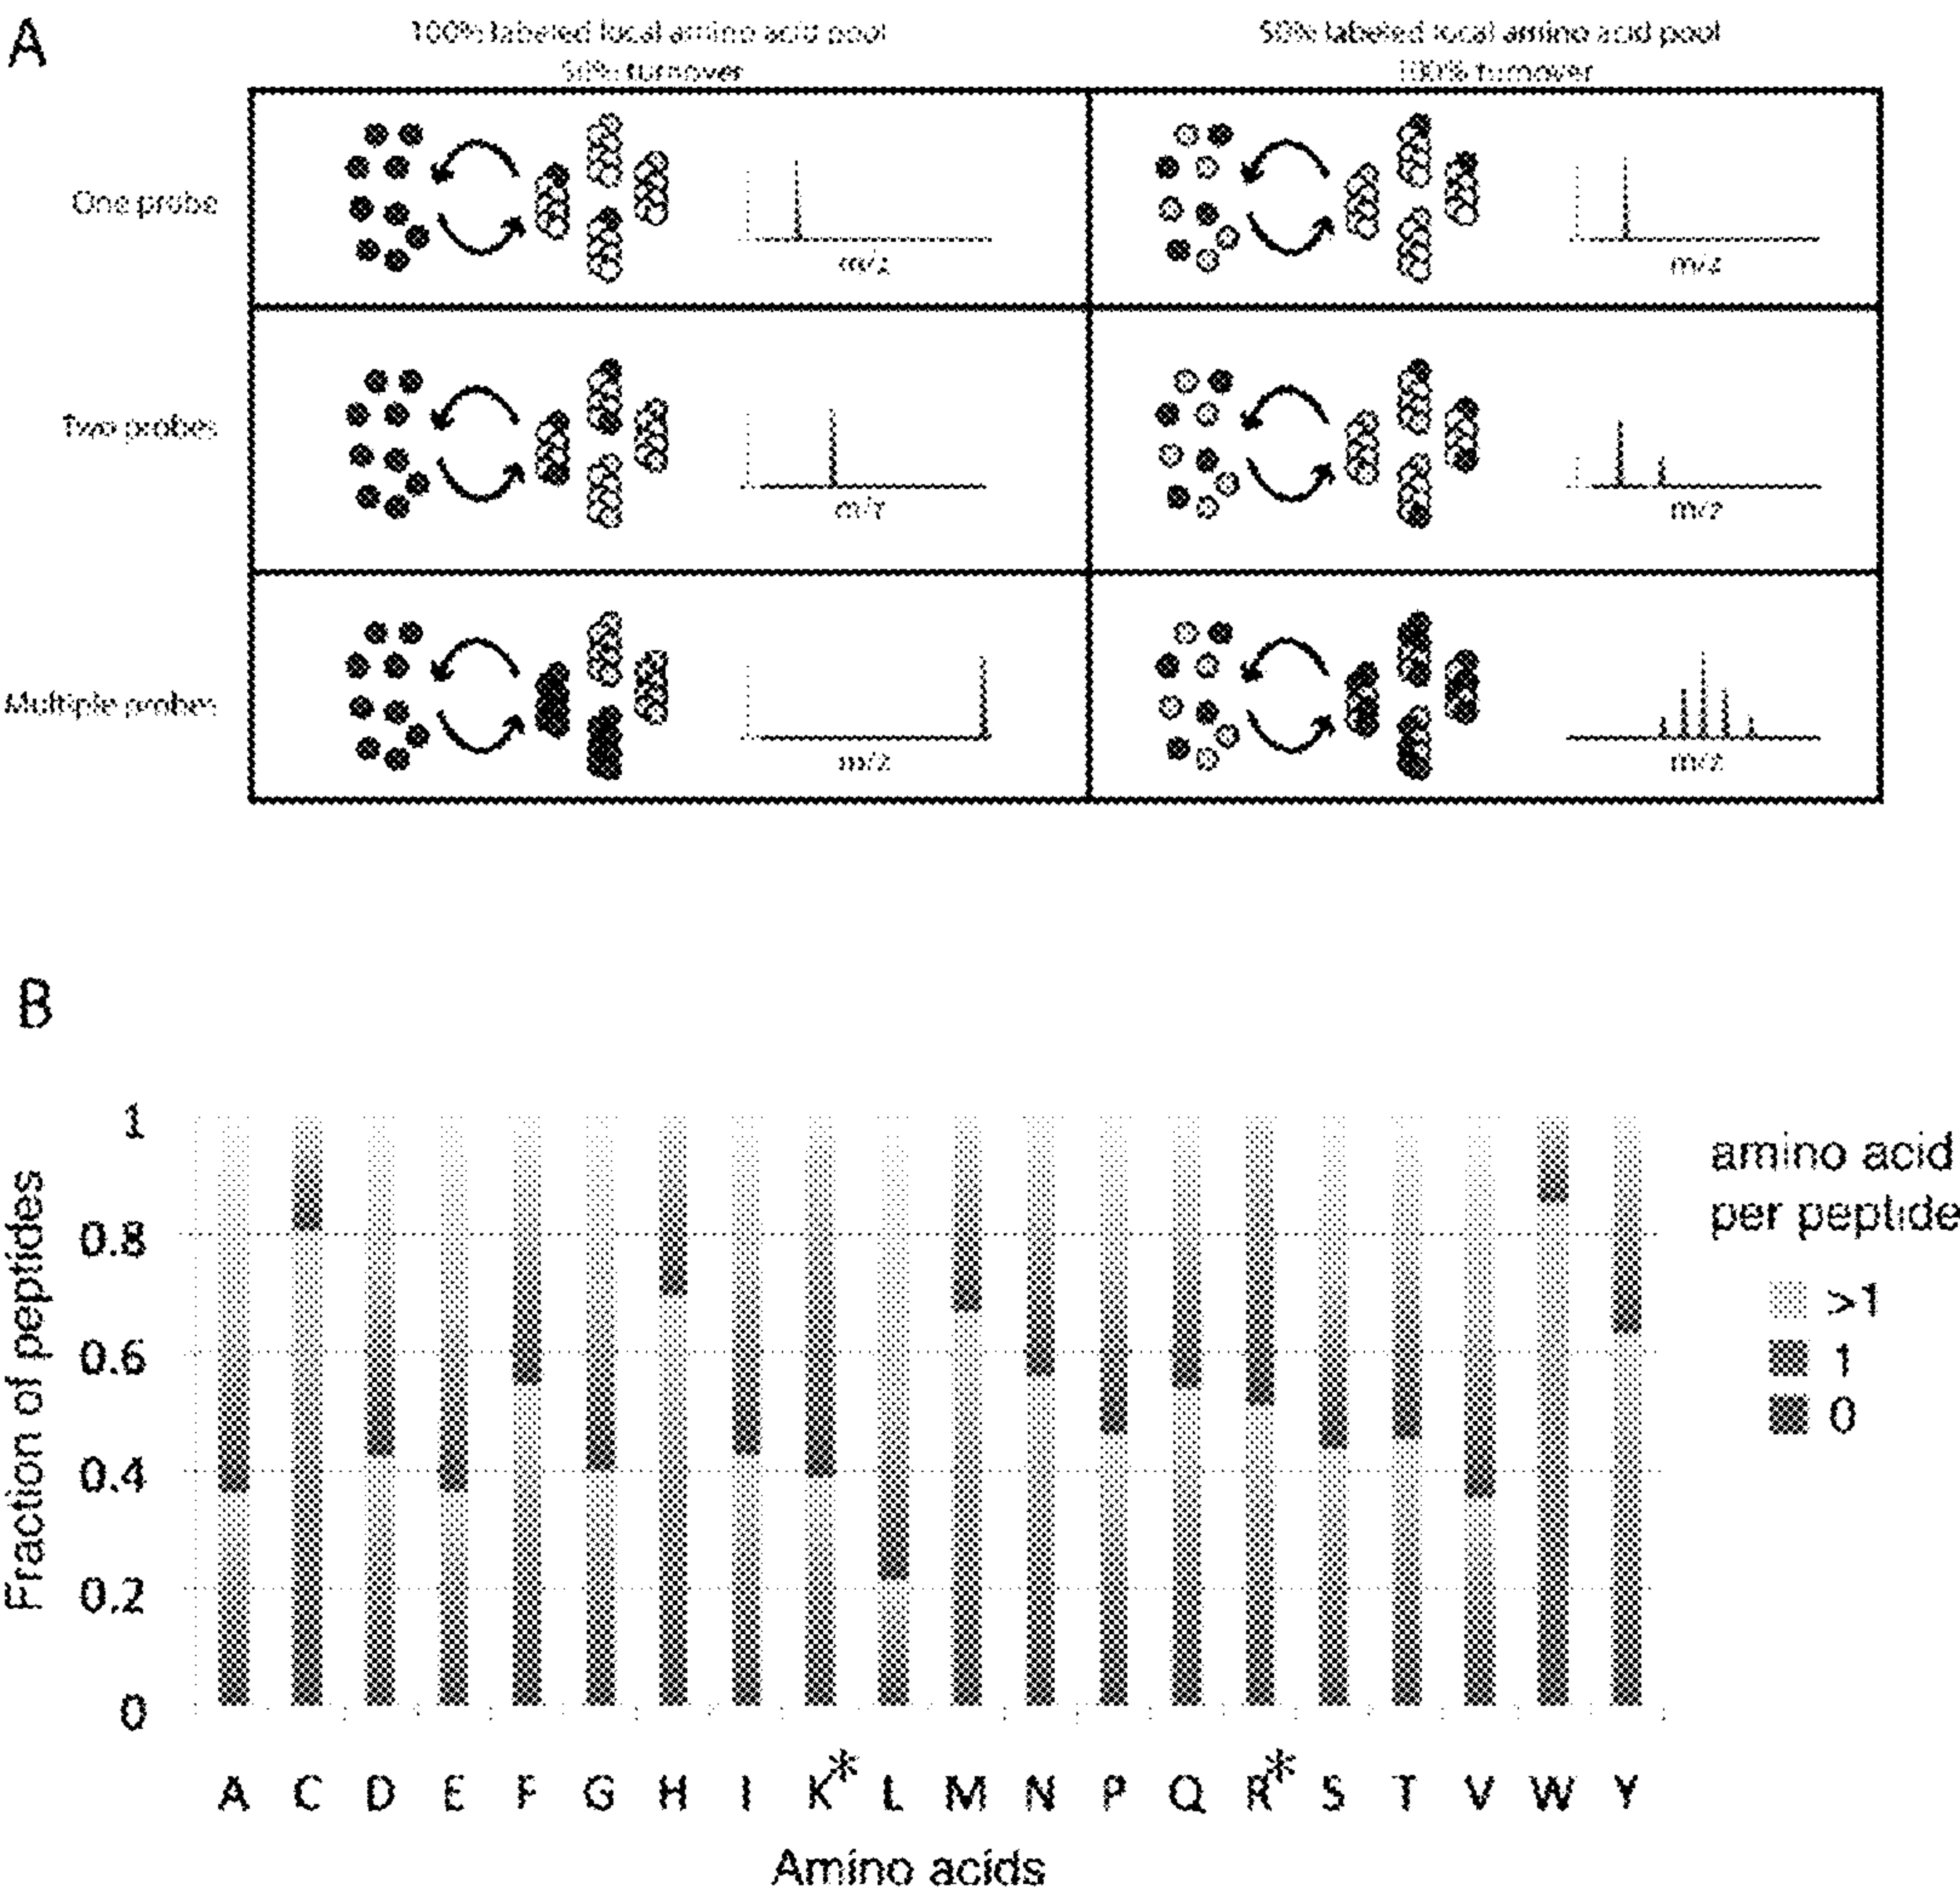 A
100% labeled local amino acid pool
50% turnover
50% labeled local amino acid pool
100% turnover
One probe
m/z
m/z
Two probes
m/z
m/z
Multiple probes
m/z
m/z
B
Fraction of peptides
1
0.8
0.6
0.4
0.2
0
A C D E F G H I K* L M N P Q R* S T V W Y
Amino acids
amino acid
per peptide
>1
1
0